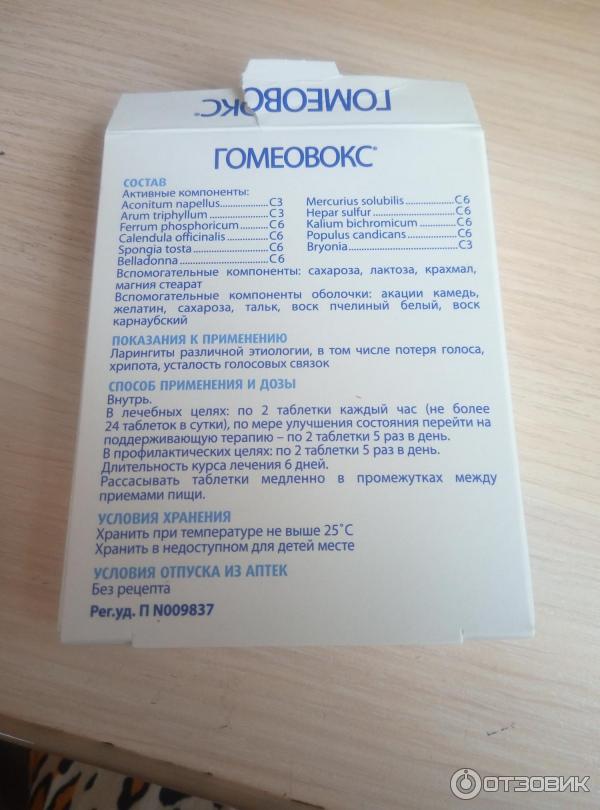 ГОМЕОВОКС®
ГОМЕОВОКС®
СОСТАВ
Активные компоненты:
Aconitum napellus..................C3
Arum triphyllum......................C3
Ferrum phosphoricum..........C6
Calendula officinalis................C6
Spongia tosta...........................C6
Belladonna................................C6
Mercurius solubilis..................C6
Hepar sulfur.............................C6
Kalium bichromicum..............C6
Populus candicans..................C6
Bryonia......................................C3
Вспомогательные компоненты: сахароза, лактоза, крахмал,
магния стеарат
Вспомогательные компоненты оболочки: акации камедь,
желатин, сахароза, тальк, воск пчелиный белый, воск
карнаубский
ПОКАЗАНИЯ К ПРИМЕНЕНИЮ
Ларингиты различной этиологии, в том числе потеря голоса,
хрипота, усталость голосовых связок
СПОСОБ ПРИМЕНЕНИЯ И ДОЗЫ
Внутрь.
В лечебных целях: по 2 таблетки каждый час (не более
24 таблеток в сутки), по мере улучшения состояния перейти на
поддерживающую терапию – по 2 таблетки 5 раз в день.
В профилактических целях: по 2 таблетки 5 раз в день.
Длительность курса лечения 6 дней.
Рассасывать таблетки медленно в промежутках между
приемами пищи.
УСЛОВИЯ ХРАНЕНИЯ
Хранить при температуре не выше 25˚C
Хранить в недоступном для детей месте
УСЛОВИЯ ОТПУСКА ИЗ АПТЕК
Без рецепта
Рег.уд. П N009837
ОТЗОВИК